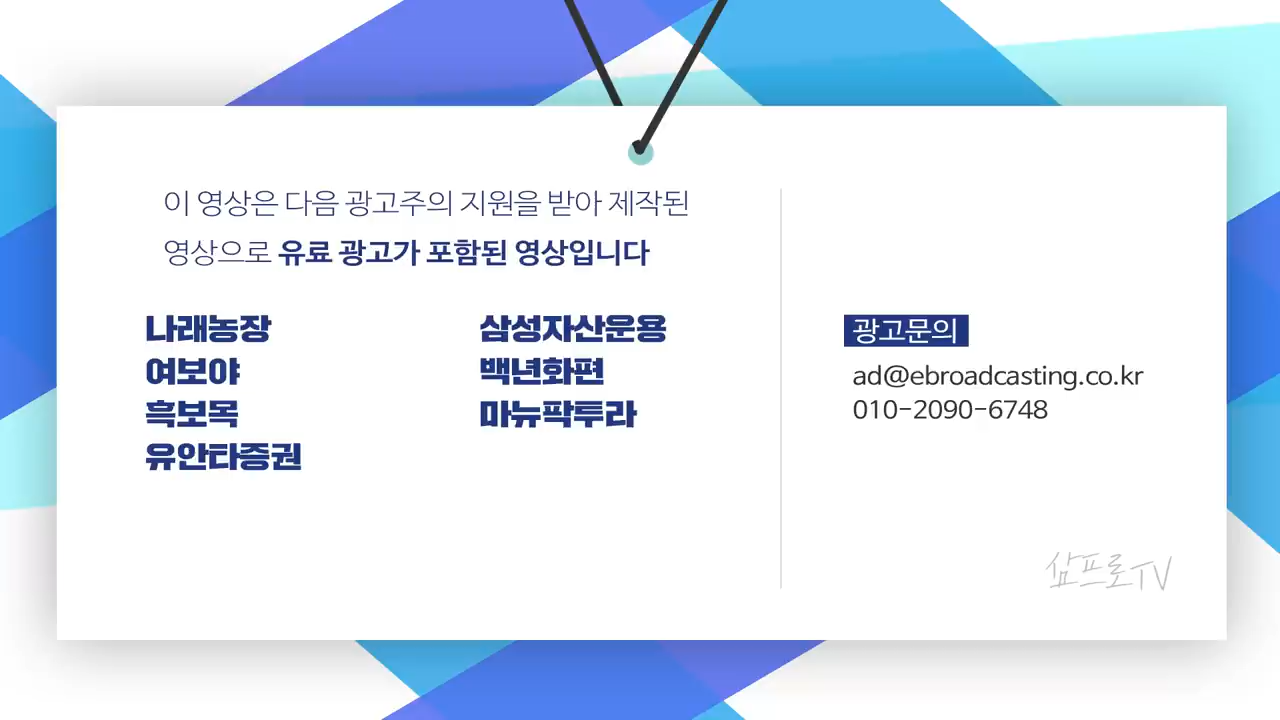 이 영상은 다음 광고주의 지원을 받아 제작된
영상으로 유료 광고가 포함된 영상입니다
나래농장
여보야
흑보목
유안타증권
삼성자산운용
백년화편
마뉴팍투라
광고문의
ad@ebroadcasting.co.kr
010-2090-6748
삼프로TV